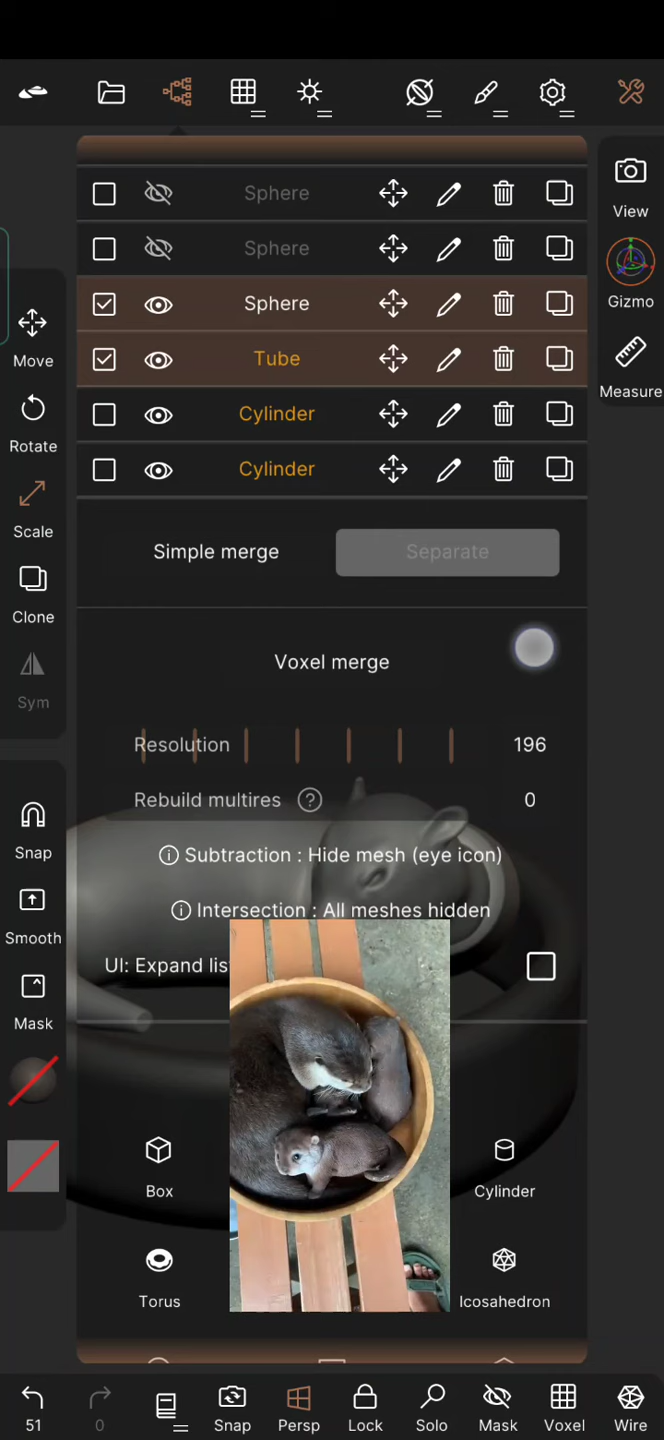 Sphere
Sphere
Sphere
Tube
Cylinder
Cylinder
Simple merge
Separate
Voxel merge
Resolution
196
Rebuild multires ?
0
Subtraction : Hide mesh (eye icon)
Intersection : All meshes hidden
UI: Expand lis
Box
Cylinder
Torus
Icosahedron
Move
Rotate
Scale
Clone
Sym
Snap
Smooth
Mask
View
Gizmo
Measure
51
0
Snap
Persp
Lock
Solo
Mask
Voxel
Wire